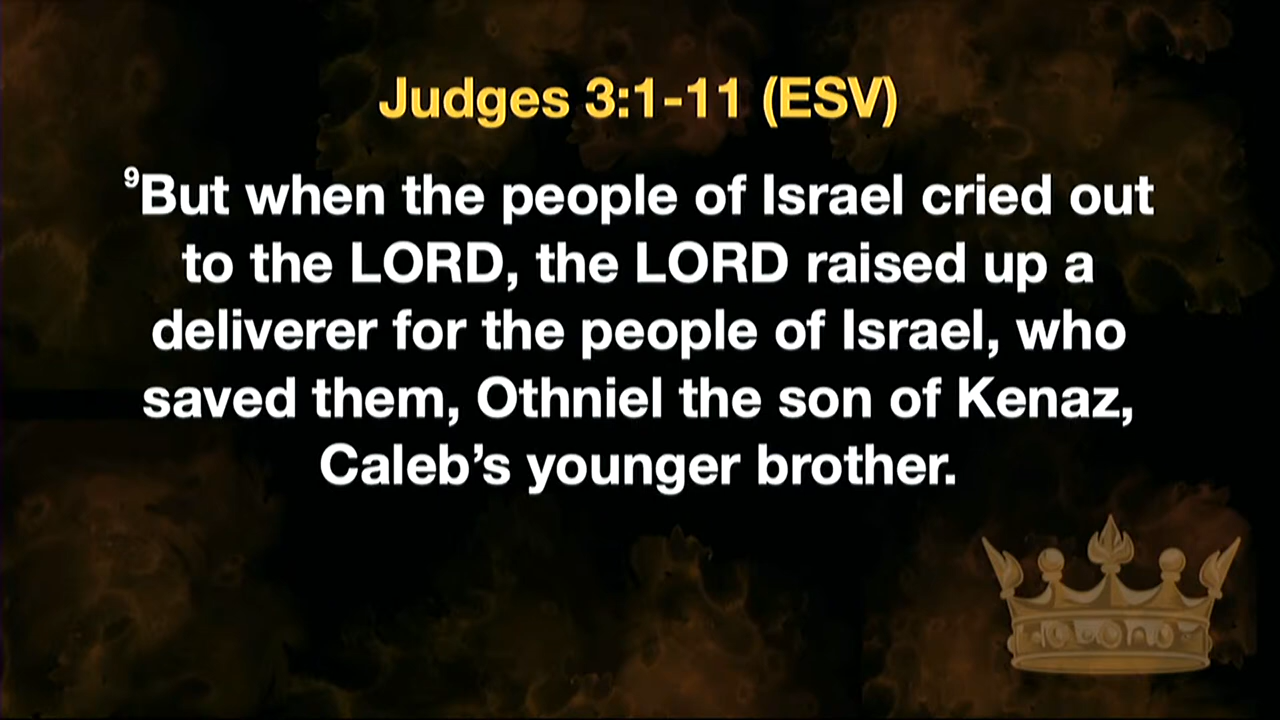 Judges 3:1-11 (ESV)
⁹But when the people of Israel cried out
to the LORD, the LORD raised up a
deliverer for the people of Israel, who
saved them, Othniel the son of Kenaz,
Caleb’s younger brother.